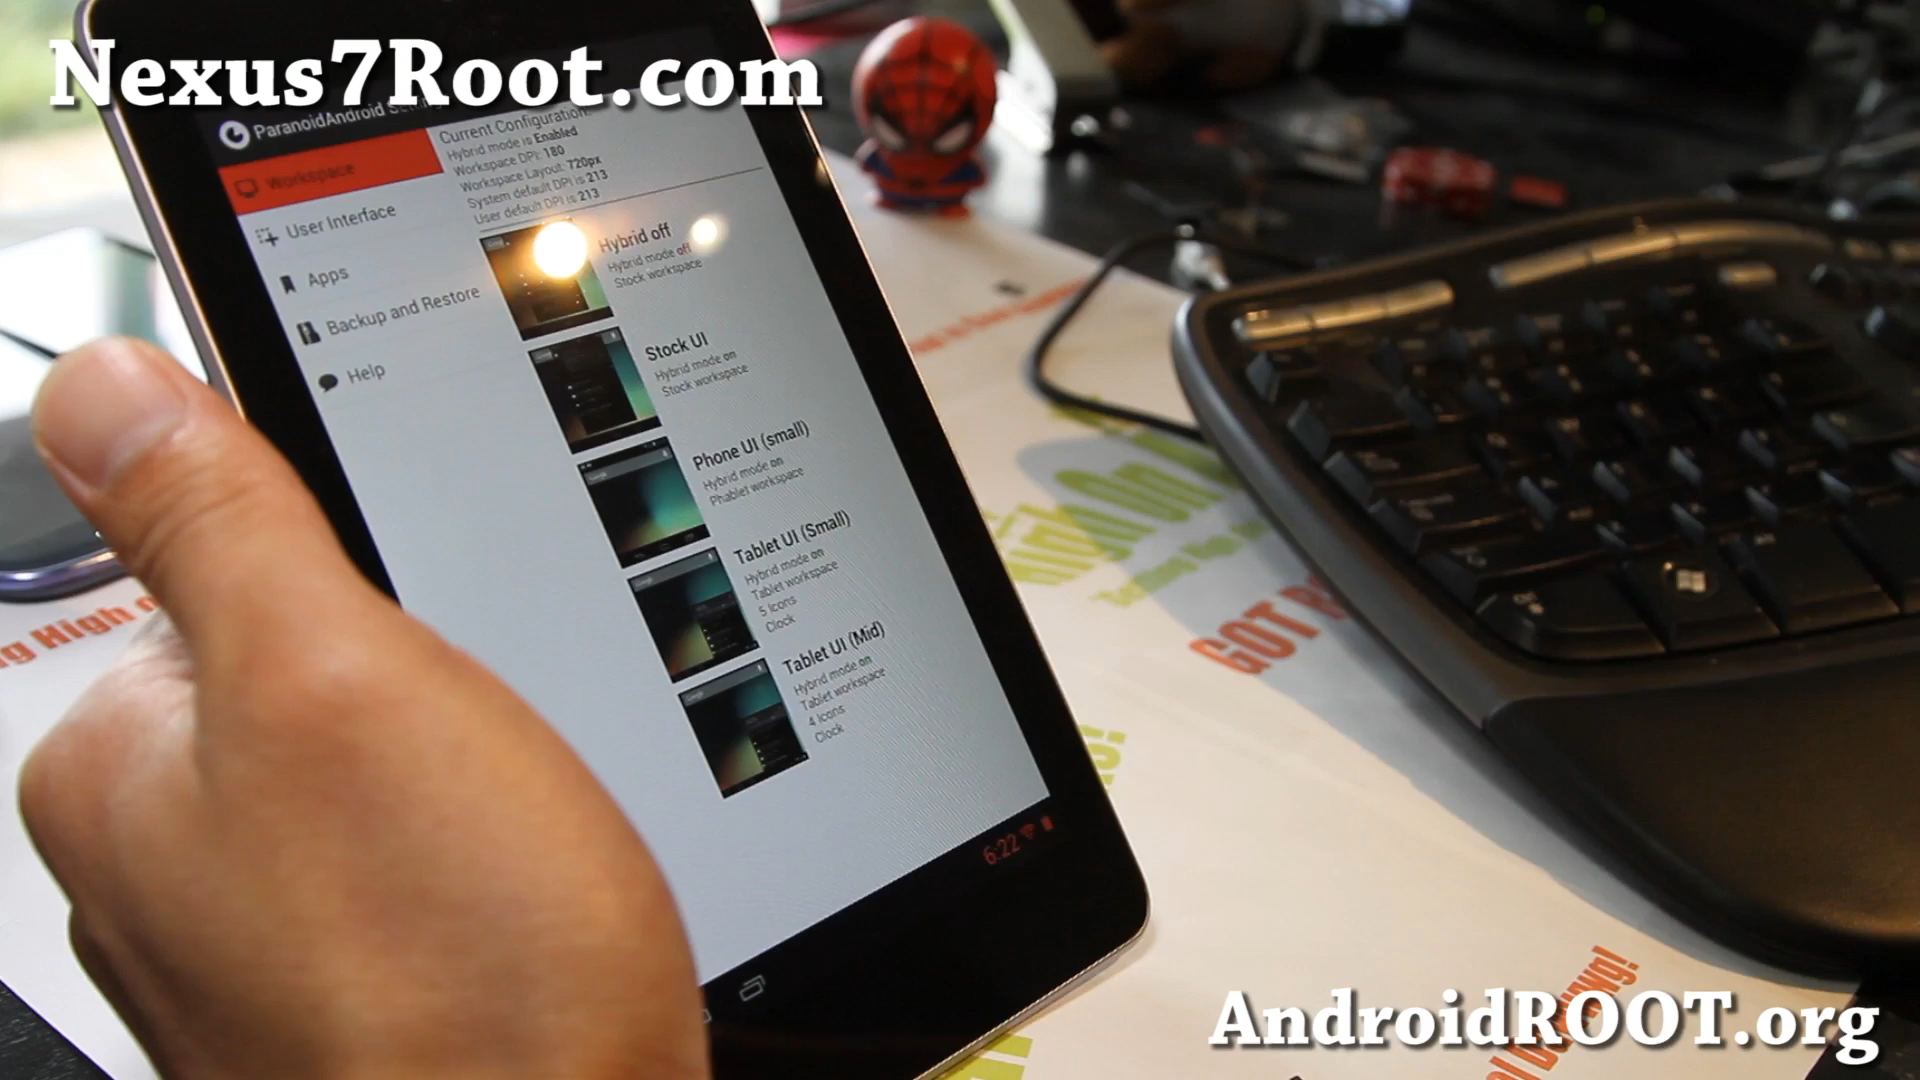 Nexus7Root.com
ParanoidAndroid
Workspace
User Interface
Apps
Backup and Restore
Help
Current Configuration:
Hybrid mode is Enabled
Workspace DPI: 180
Workspace Layout: 720px
System default DPI is 213
User default DPI is 213
Hybrid off
Hybrid mode off
Stock workspace
Stock UI
Hybrid mode on
Stock workspace
Phone UI (small)
Hybrid mode on
Phablet workspace
Tablet UI (Small)
Hybrid mode on
Tablet workspace
5 Icons
Clock
Tablet UI (Mid)
Hybrid mode on
Tablet workspace
4 Icons
Clock
6:22
High On
GOT
High
AndroidROOT.org